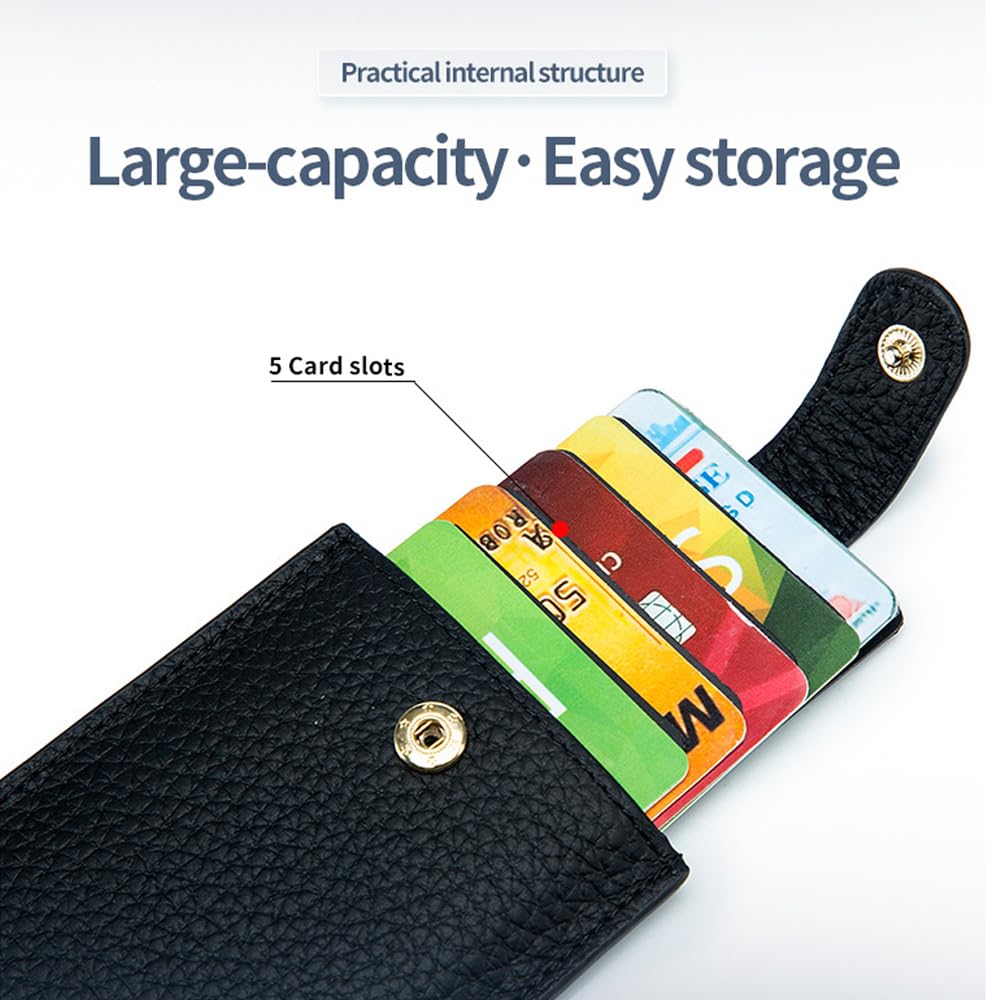 Practical internal structure
Large-capacity · Easy storage
5 Card slots